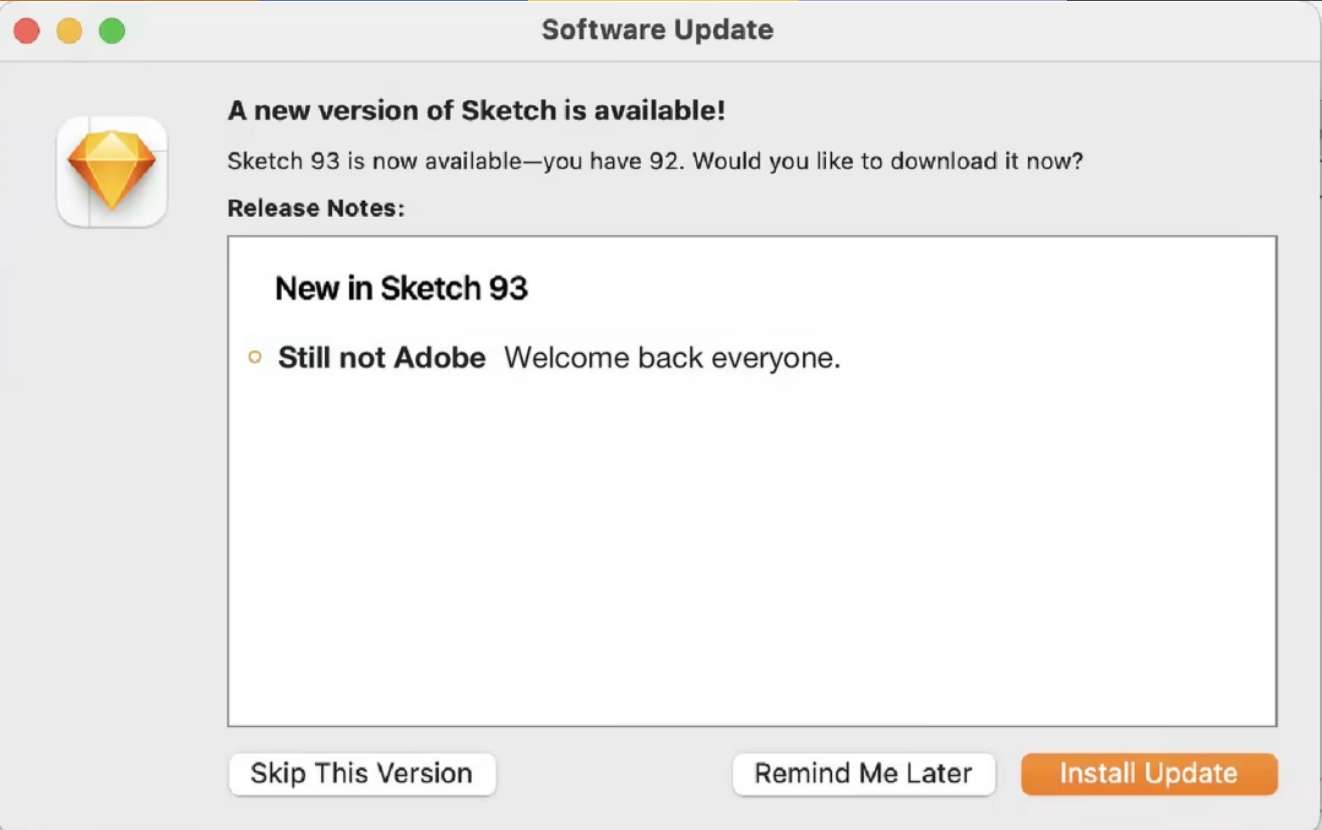 Software Update
A new version of Sketch is available!
Sketch 93 is now available—you have 92. Would you like to download it now?
Release Notes:
New in Sketch 93
Still not Adobe Welcome back everyone.
Skip This Version
Remind Me Later
Install Update